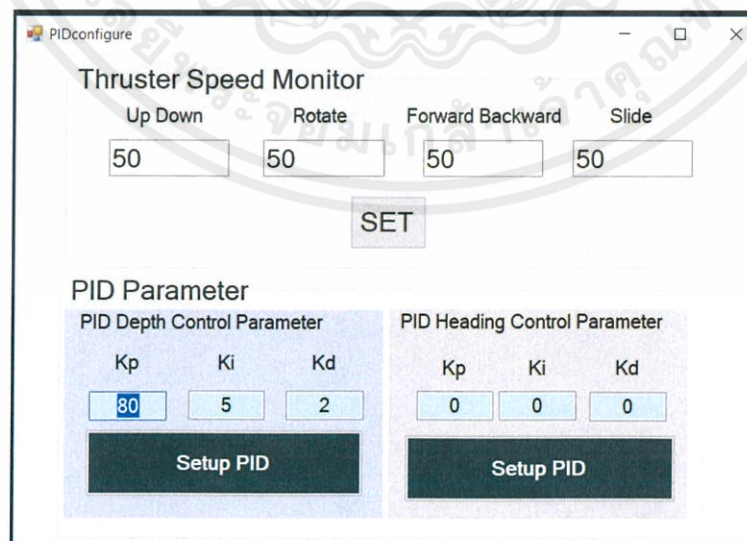 PIDconfigure
Thruster Speed Monitor
Up Down Rotate Forward Backward Slide
50 50 50 50
SET
PID Parameter
PID Depth Control Parameter PID Heading Control Parameter
Kp Ki Kd Kp Ki Kd
80 5 2 0 0 0
Setup PID Setup PID